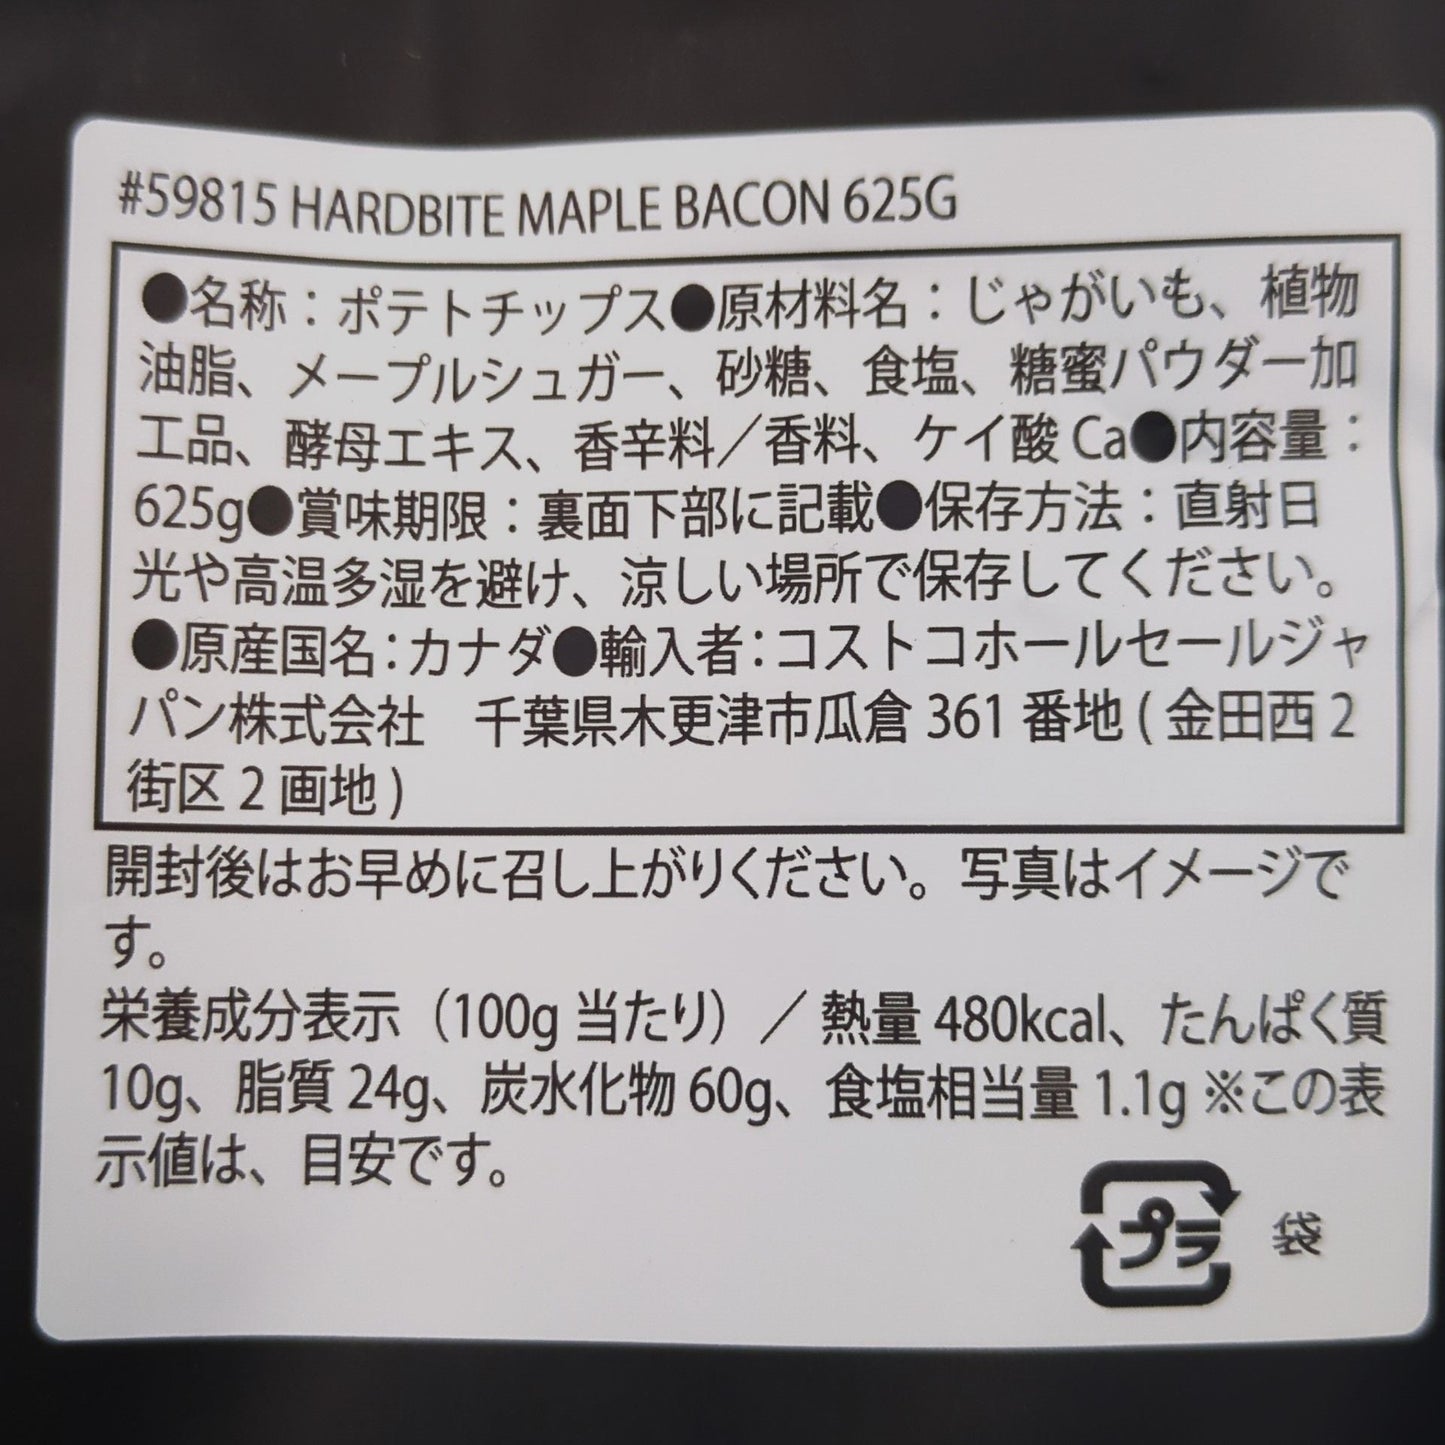 #59815 HARDBITE MAPLE BACON 625G
●名称：ポテトチップス●原材料名：じゃがいも、植物
油脂、メープルシュガー、砂糖、食塩、糖蜜パウダー加
工品、酵母エキス、香辛料／香料、ケイ酸 Ca●内容量：
625g●賞味期限：裏面下部に記載●保存方法：直射日
光や高温多湿を避け、涼しい場所で保存してください。
●原産国名：カナダ●輸入者：コストコホールセールジャ
パン株式会社　千葉県木更津市瓜倉 361 番地 ( 金田西 2
街区 2 画地 )
開封後はお早めに召し上がりください。写真はイメージで
す。
栄養成分表示（100g 当たり）／ 熱量 480kcal、たんぱく質
10g、脂質 24g、炭水化物 60g、食塩相当量 1.1g ※この表
示値は、目安です。
プラ 袋